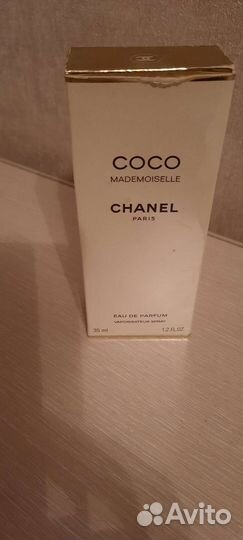 COCO
MADEMOISELLE
CHANEL
PARIS
EAU DE PARFUM
VAPORISATEUR SPRAY
35 ml 1.2 FL.OZ.
Avito